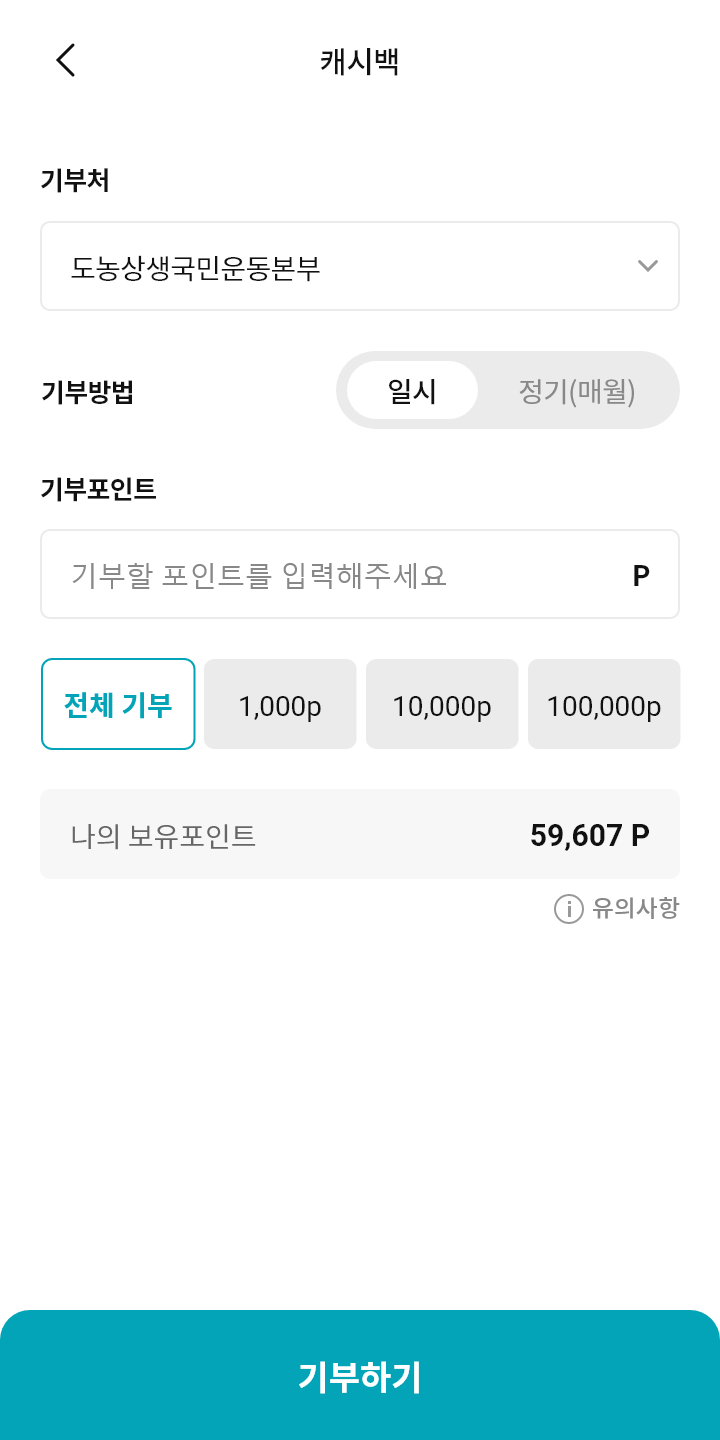 캐시백
기부처
도농상생국민운동본부
기부방법
일시 정기(매월)
기부포인트
기부할 포인트를 입력해주세요 P
전체 기부 1,000p 10,000p 100,000p
나의 보유포인트 59,607 P
유의사항
기부하기